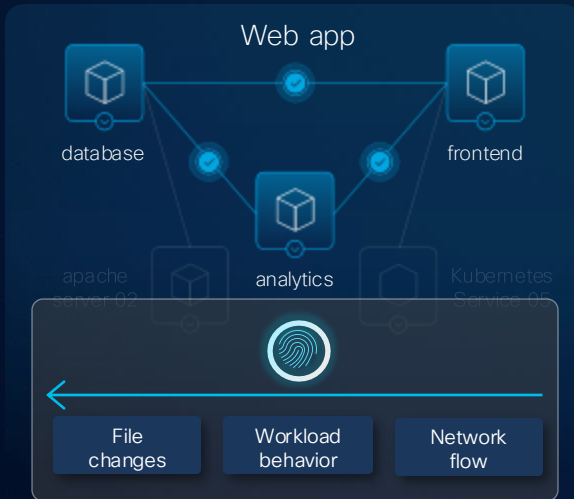 Web app
database
frontend
analytics
apache
server 02
Kubernetes
Service 05
File
changes
Workload
behavior
Network
flow